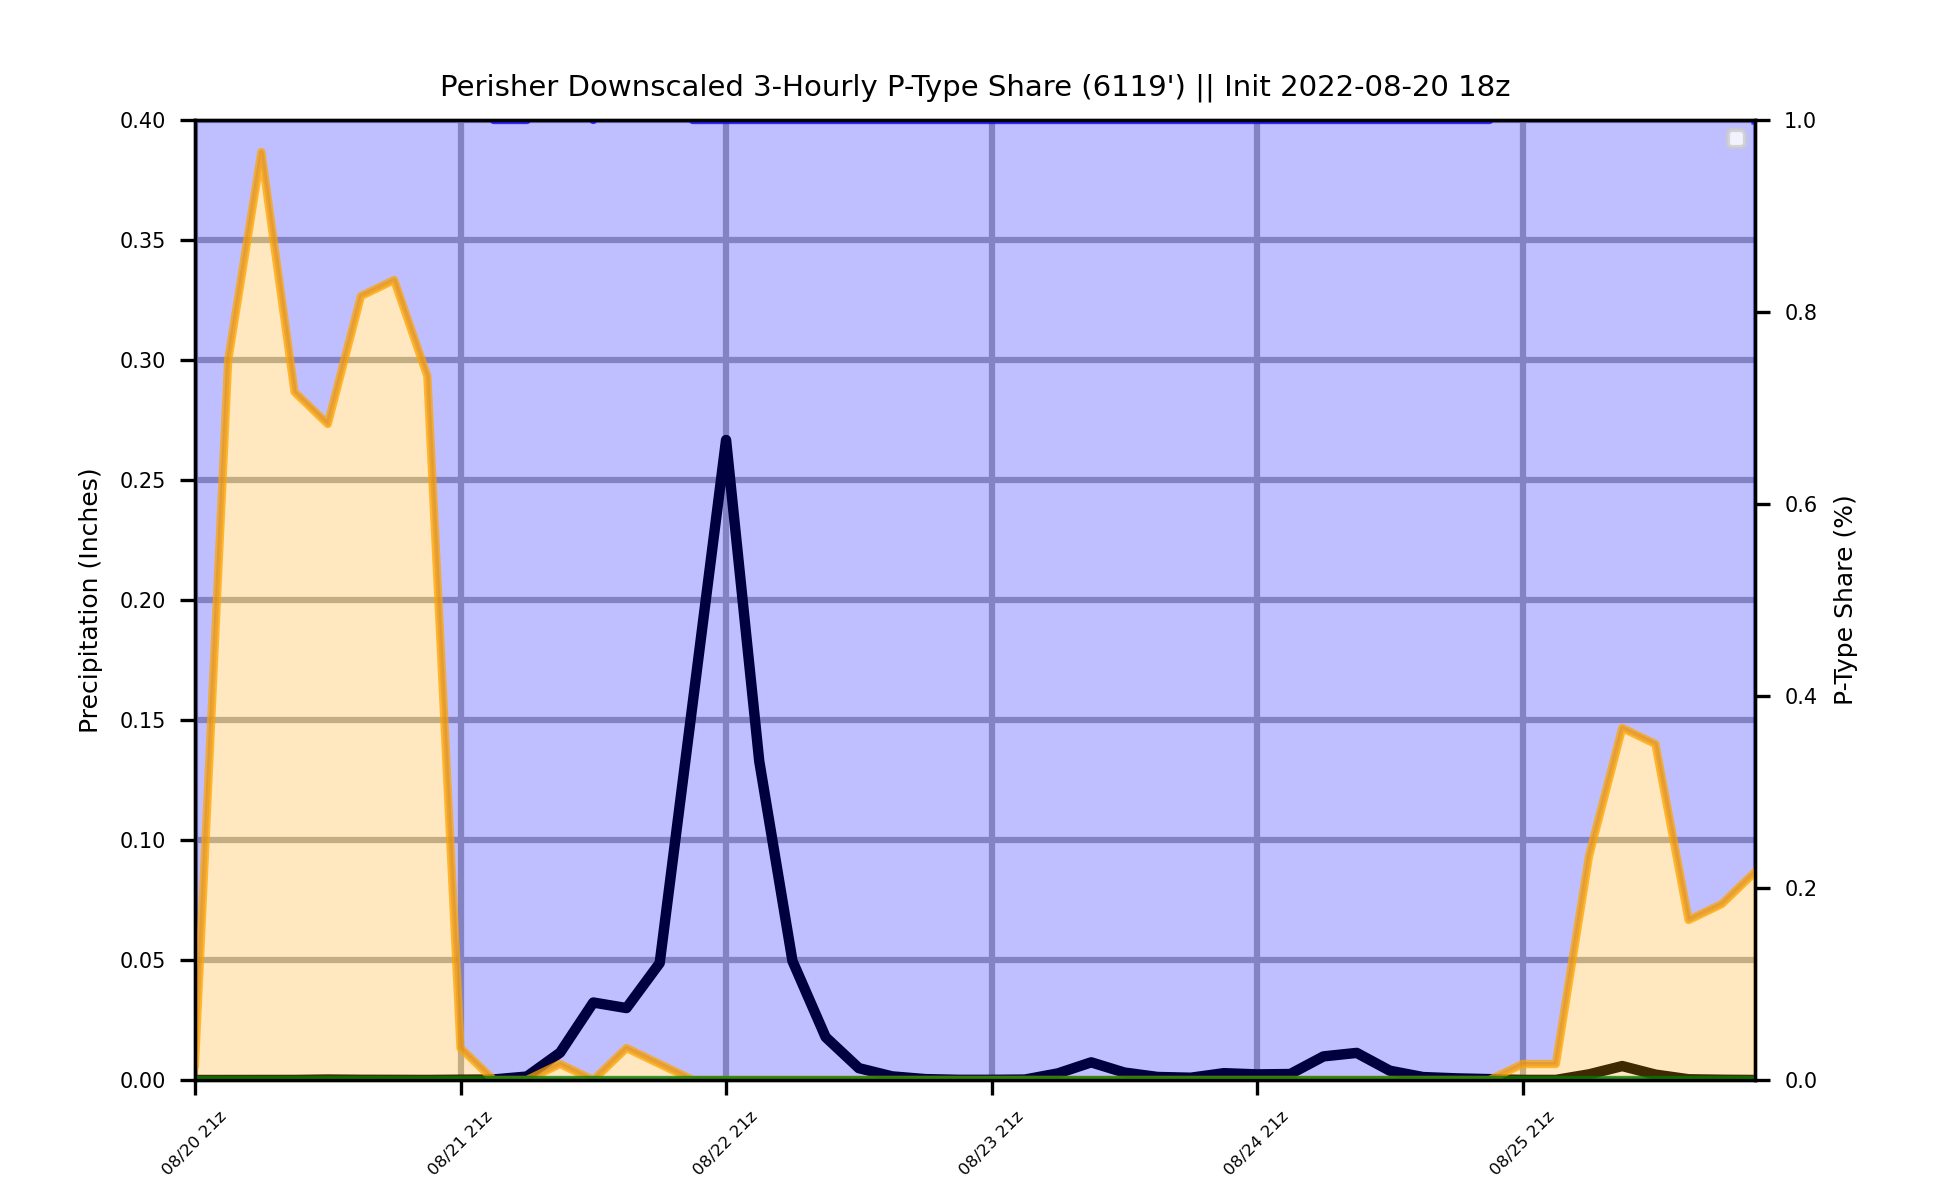 Perisher Downscaled 3-Hourly P-Type Share (6119') || Init 2022-08-20 18z
0.40
0.35
0.30
0.25
0.20
0.15
0.10
0.05
0.00
Precipitation (Inches)
1.0
0.8
0.6
0.4
0.2
0.0
P-Type Share (%)
08/20 21z
08/21 21z
08/22 21z
08/23 21z
08/24 21z
08/25 21z